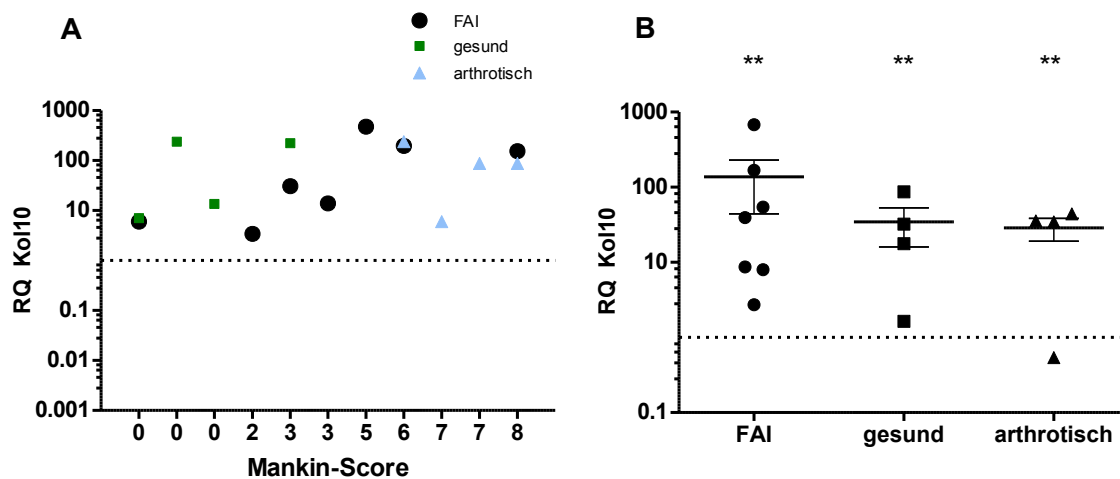 A
FAI
gesund
arthrotisch
RQ Kol10
1000
100
10
0.1
0.01
0.001
0 0 0 2 3 3 5 6 7 7 8
Mankin-Score
B
** ** **
RQ Kol10
1000
100
10
0.1
FAI gesund arthrotisch